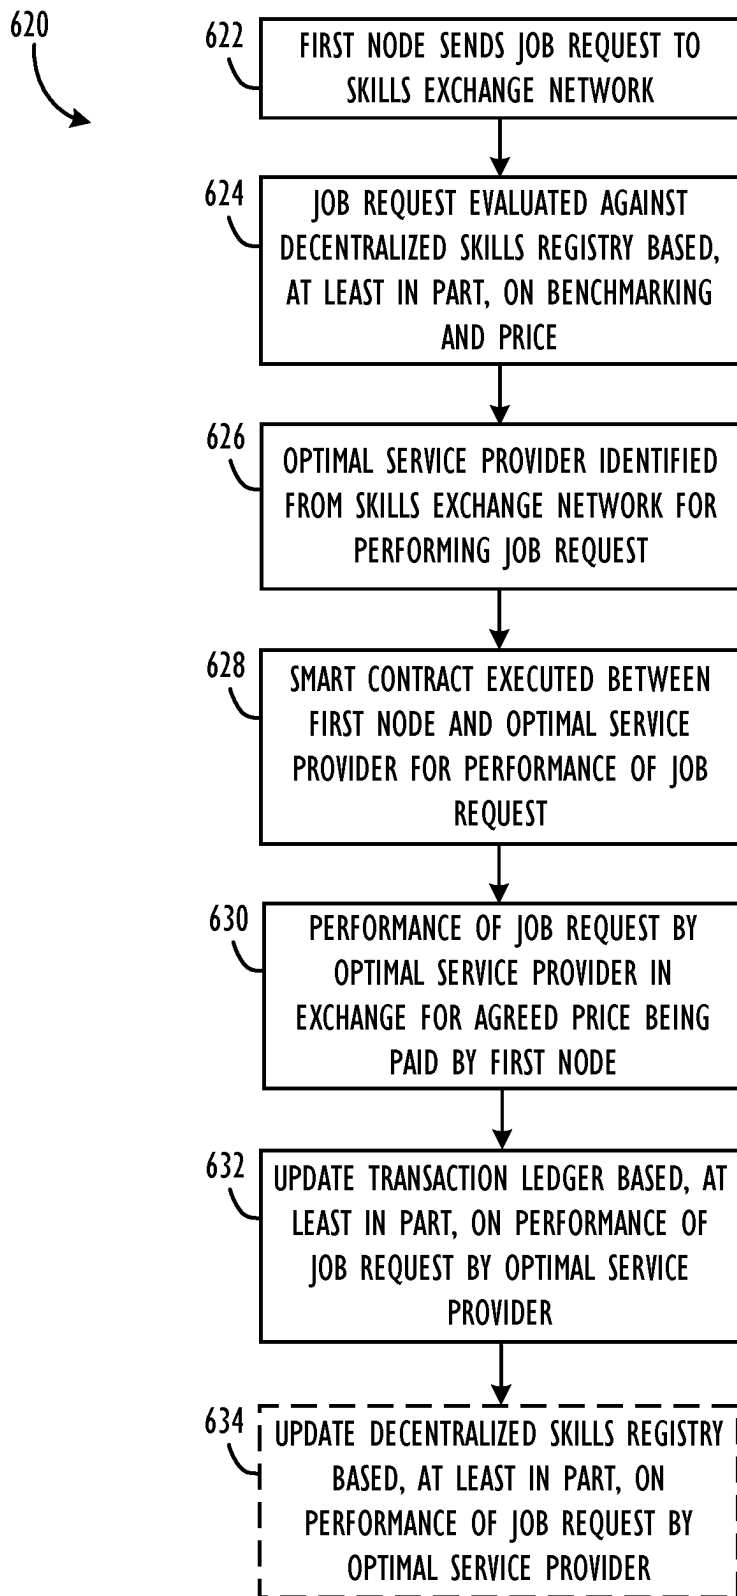 620
622
FIRST NODE SENDS JOB REQUEST TO
SKILLS EXCHANGE NETWORK
624
JOB REQUEST EVALUATED AGAINST
DECENTRALIZED SKILLS REGISTRY BASED,
AT LEAST IN PART, ON BENCHMARKING
AND PRICE
626
OPTIMAL SERVICE PROVIDER IDENTIFIED
FROM SKILLS EXCHANGE NETWORK FOR
PERFORMING JOB REQUEST
628
SMART CONTRACT EXECUTED BETWEEN
FIRST NODE AND OPTIMAL SERVICE
PROVIDER FOR PERFORMANCE OF JOB
REQUEST
630
PERFORMANCE OF JOB REQUEST BY
OPTIMAL SERVICE PROVIDER IN
EXCHANGE FOR AGREED PRICE BEING
PAID BY FIRST NODE
632
UPDATE TRANSACTION LEDGER BASED, AT
LEAST IN PART, ON PERFORMANCE OF
JOB REQUEST BY OPTIMAL SERVICE
PROVIDER
634
UPDATE DECENTRALIZED SKILLS REGISTRY
BASED, AT LEAST IN PART, ON
PERFORMANCE OF JOB REQUEST BY
OPTIMAL SERVICE PROVIDER